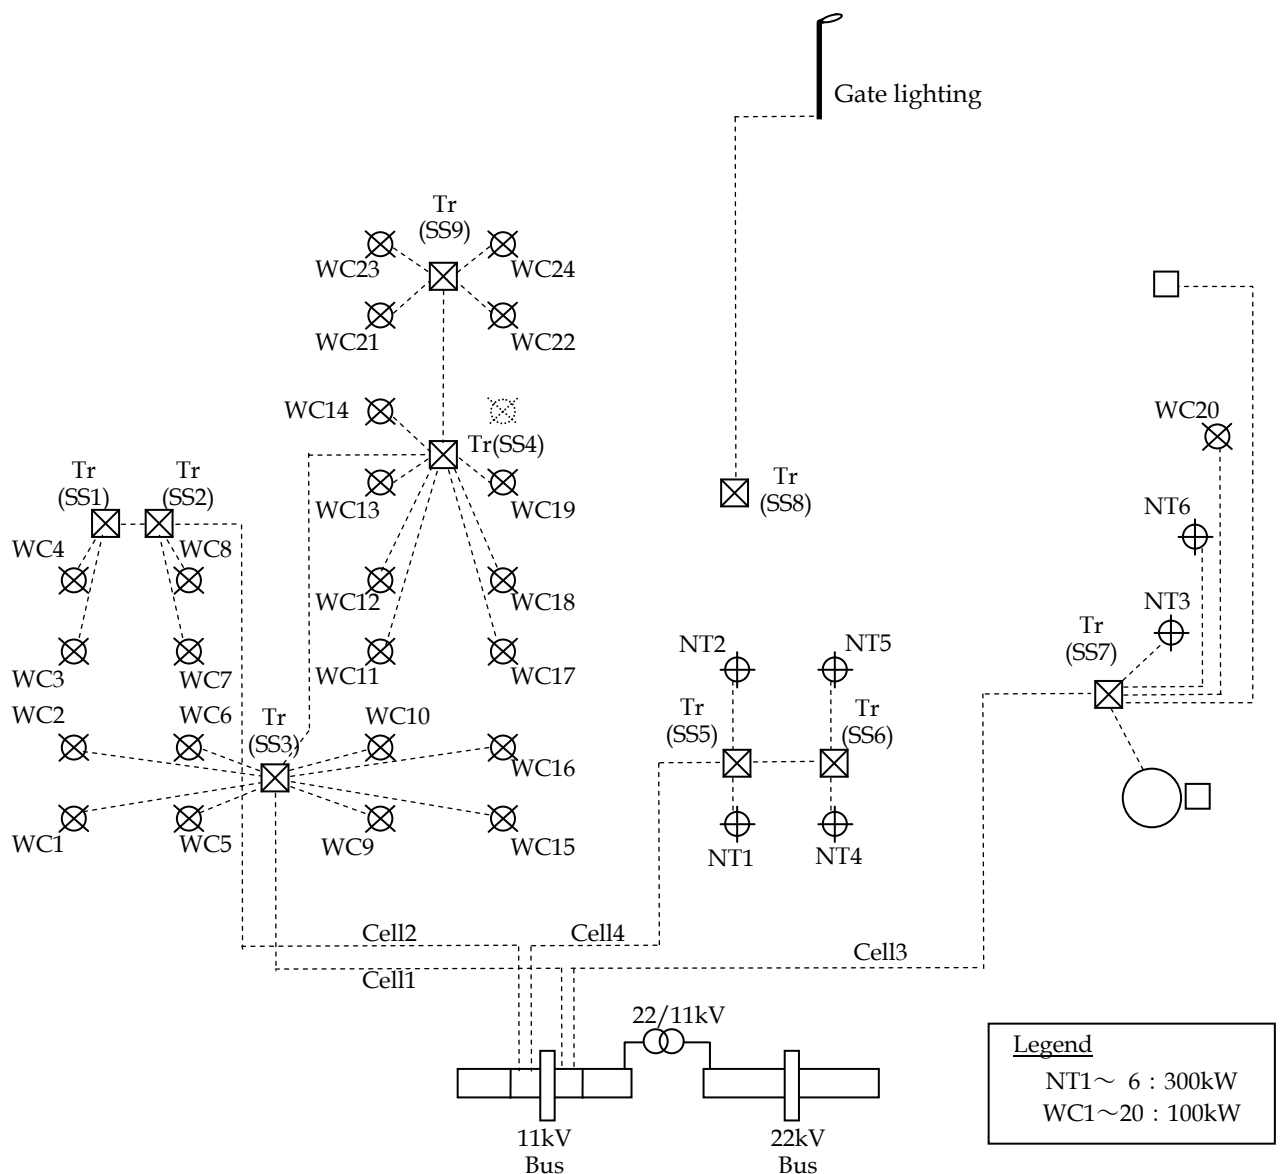 Gate lighting
Tr
(SS9)
WC23
WC24
WC21
WC22
WC14
Tr(SS4)
WC20
Tr
(SS1)
Tr
(SS2)
WC13
WC19
Tr
(SS8)
NT6
WC4
WC8
WC12
WC18
NT3
Tr
(SS7)
WC3
WC7
WC11
WC17
NT2
NT5
WC2
WC6
Tr
(SS3)
WC10
Tr
(SS5)
Tr
(SS6)
WC16
WC1
WC5
WC9
WC15
NT1
NT4
Cell2
Cell4
Cell1
Cell3
22/11kV
11kV
Bus
22kV
Bus
Legend
NT1～ 6 : 300kW
WC1～20 : 100kW